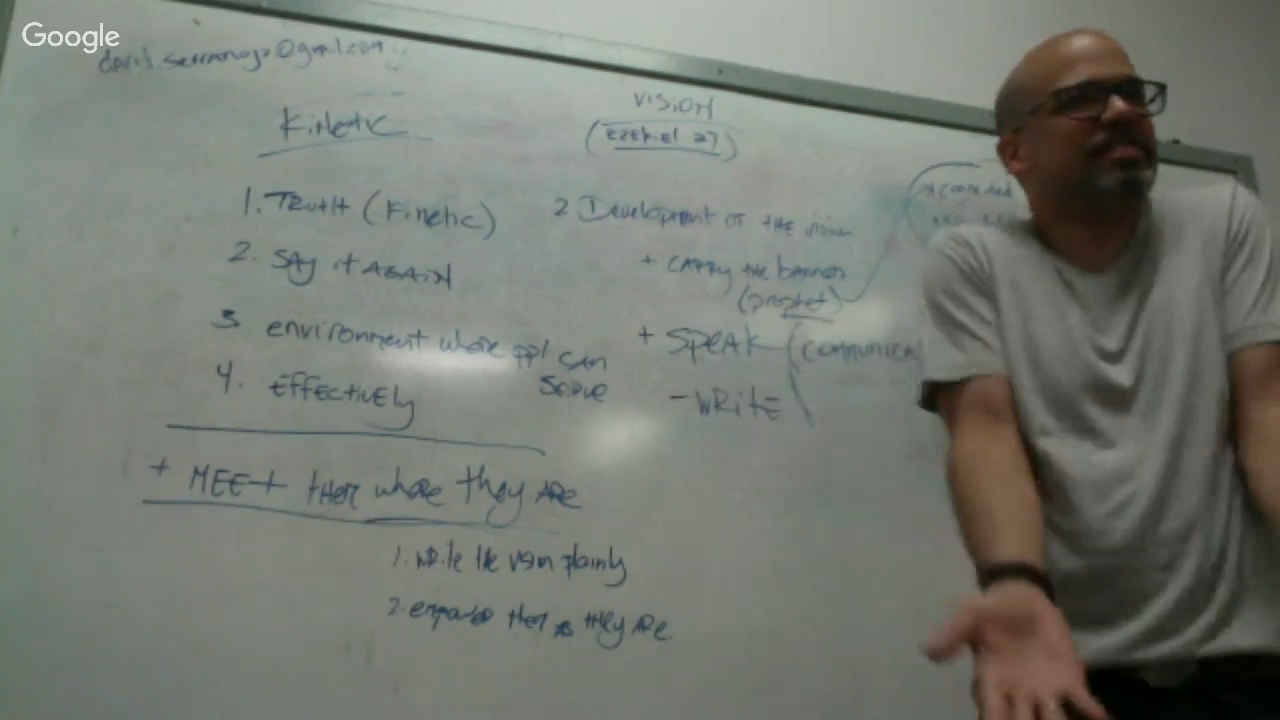 Google
Kinetic
VISION
(EZEKiEl 37)
1. TRuth (Kinetic)
2. SAy it AGAIN
3 environment where ppl CAN
SERVE
4. EFFECtivEly
+ MEEt tHEM where they ARE
1. write the vision plainly
2. empower them as they ARE
2 Development of tHE vision
+ CARRy the banner
(prophet)
+ SpeAK (COMMUNICA
- WRitE